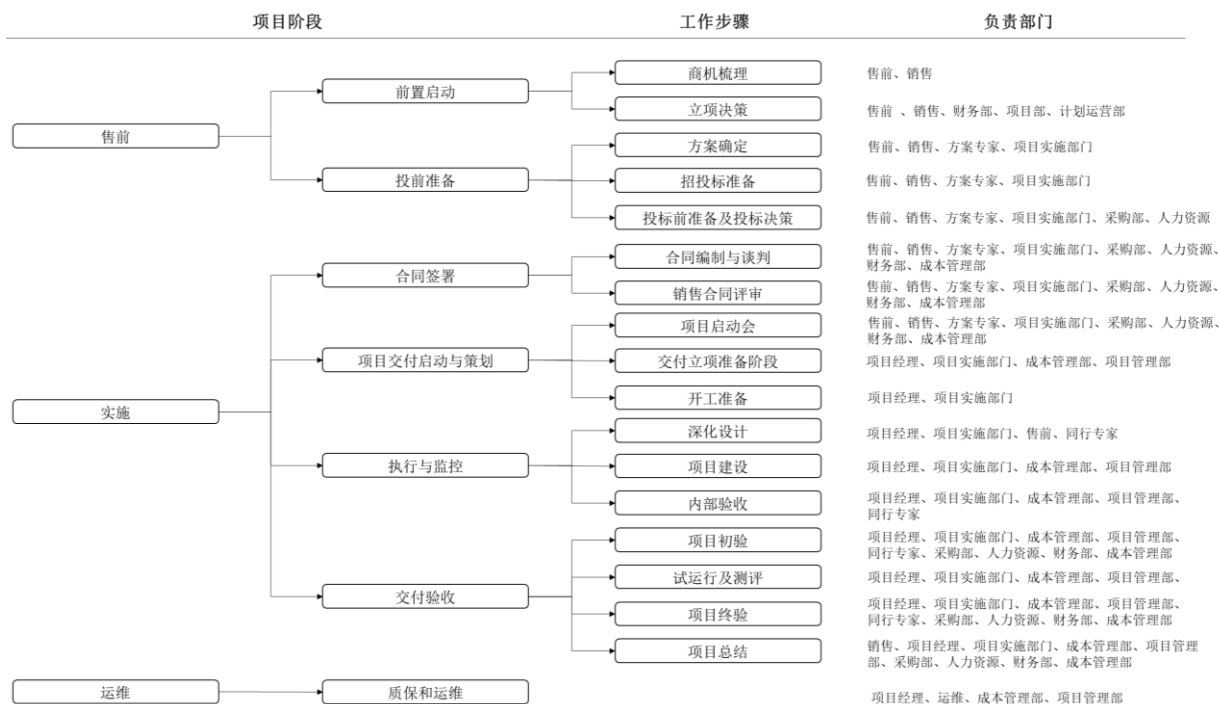 项目阶段 工作步骤 负责部门
售前
前置启动
商机梳理 售前、销售
立项决策 售前 、销售、财务部、项目部、计划运营部
投前准备
方案确定 售前、销售、方案专家、项目实施部门
招投标准备 售前、销售、方案专家、项目实施部门
投标前准备及投标决策 售前、销售、方案专家、项目实施部门、采购部、人力资源
实施
合同签署
合同编制与谈判 售前、销售、方案专家、项目实施部门、采购部、人力资源、
财务部、成本管理部
销售合同评审 售前、销售、方案专家、项目实施部门、采购部、人力资源、
财务部、成本管理部
项目交付启动与策划
项目启动会 售前、销售、方案专家、项目实施部门、采购部、人力资源、
财务部、成本管理部
交付立项准备阶段 项目经理、项目实施部门、成本管理部、项目管理部
开工准备 项目经理、项目实施部门
执行与监控
深化设计 项目经理、项目实施部门、售前、同行专家
项目建设 项目经理、项目实施部门、成本管理部、项目管理部
内部验收 项目经理、项目实施部门、成本管理部、项目管理部、
同行专家
交付验收
项目初验 项目经理、项目实施部门、成本管理部、项目管理部、
同行专家、采购部、人力资源、财务部、成本管理部
试运行及测评 项目经理、项目实施部门、成本管理部、项目管理部、
项目终验 项目经理、项目实施部门、成本管理部、项目管理部、
同行专家、采购部、人力资源、财务部、成本管理部
项目总结 销售、项目经理、项目实施部门、成本管理部、项目管理
部、采购部、人力资源、财务部、成本管理部
运维
质保和运维 项目经理、运维、成本管理部、项目管理部